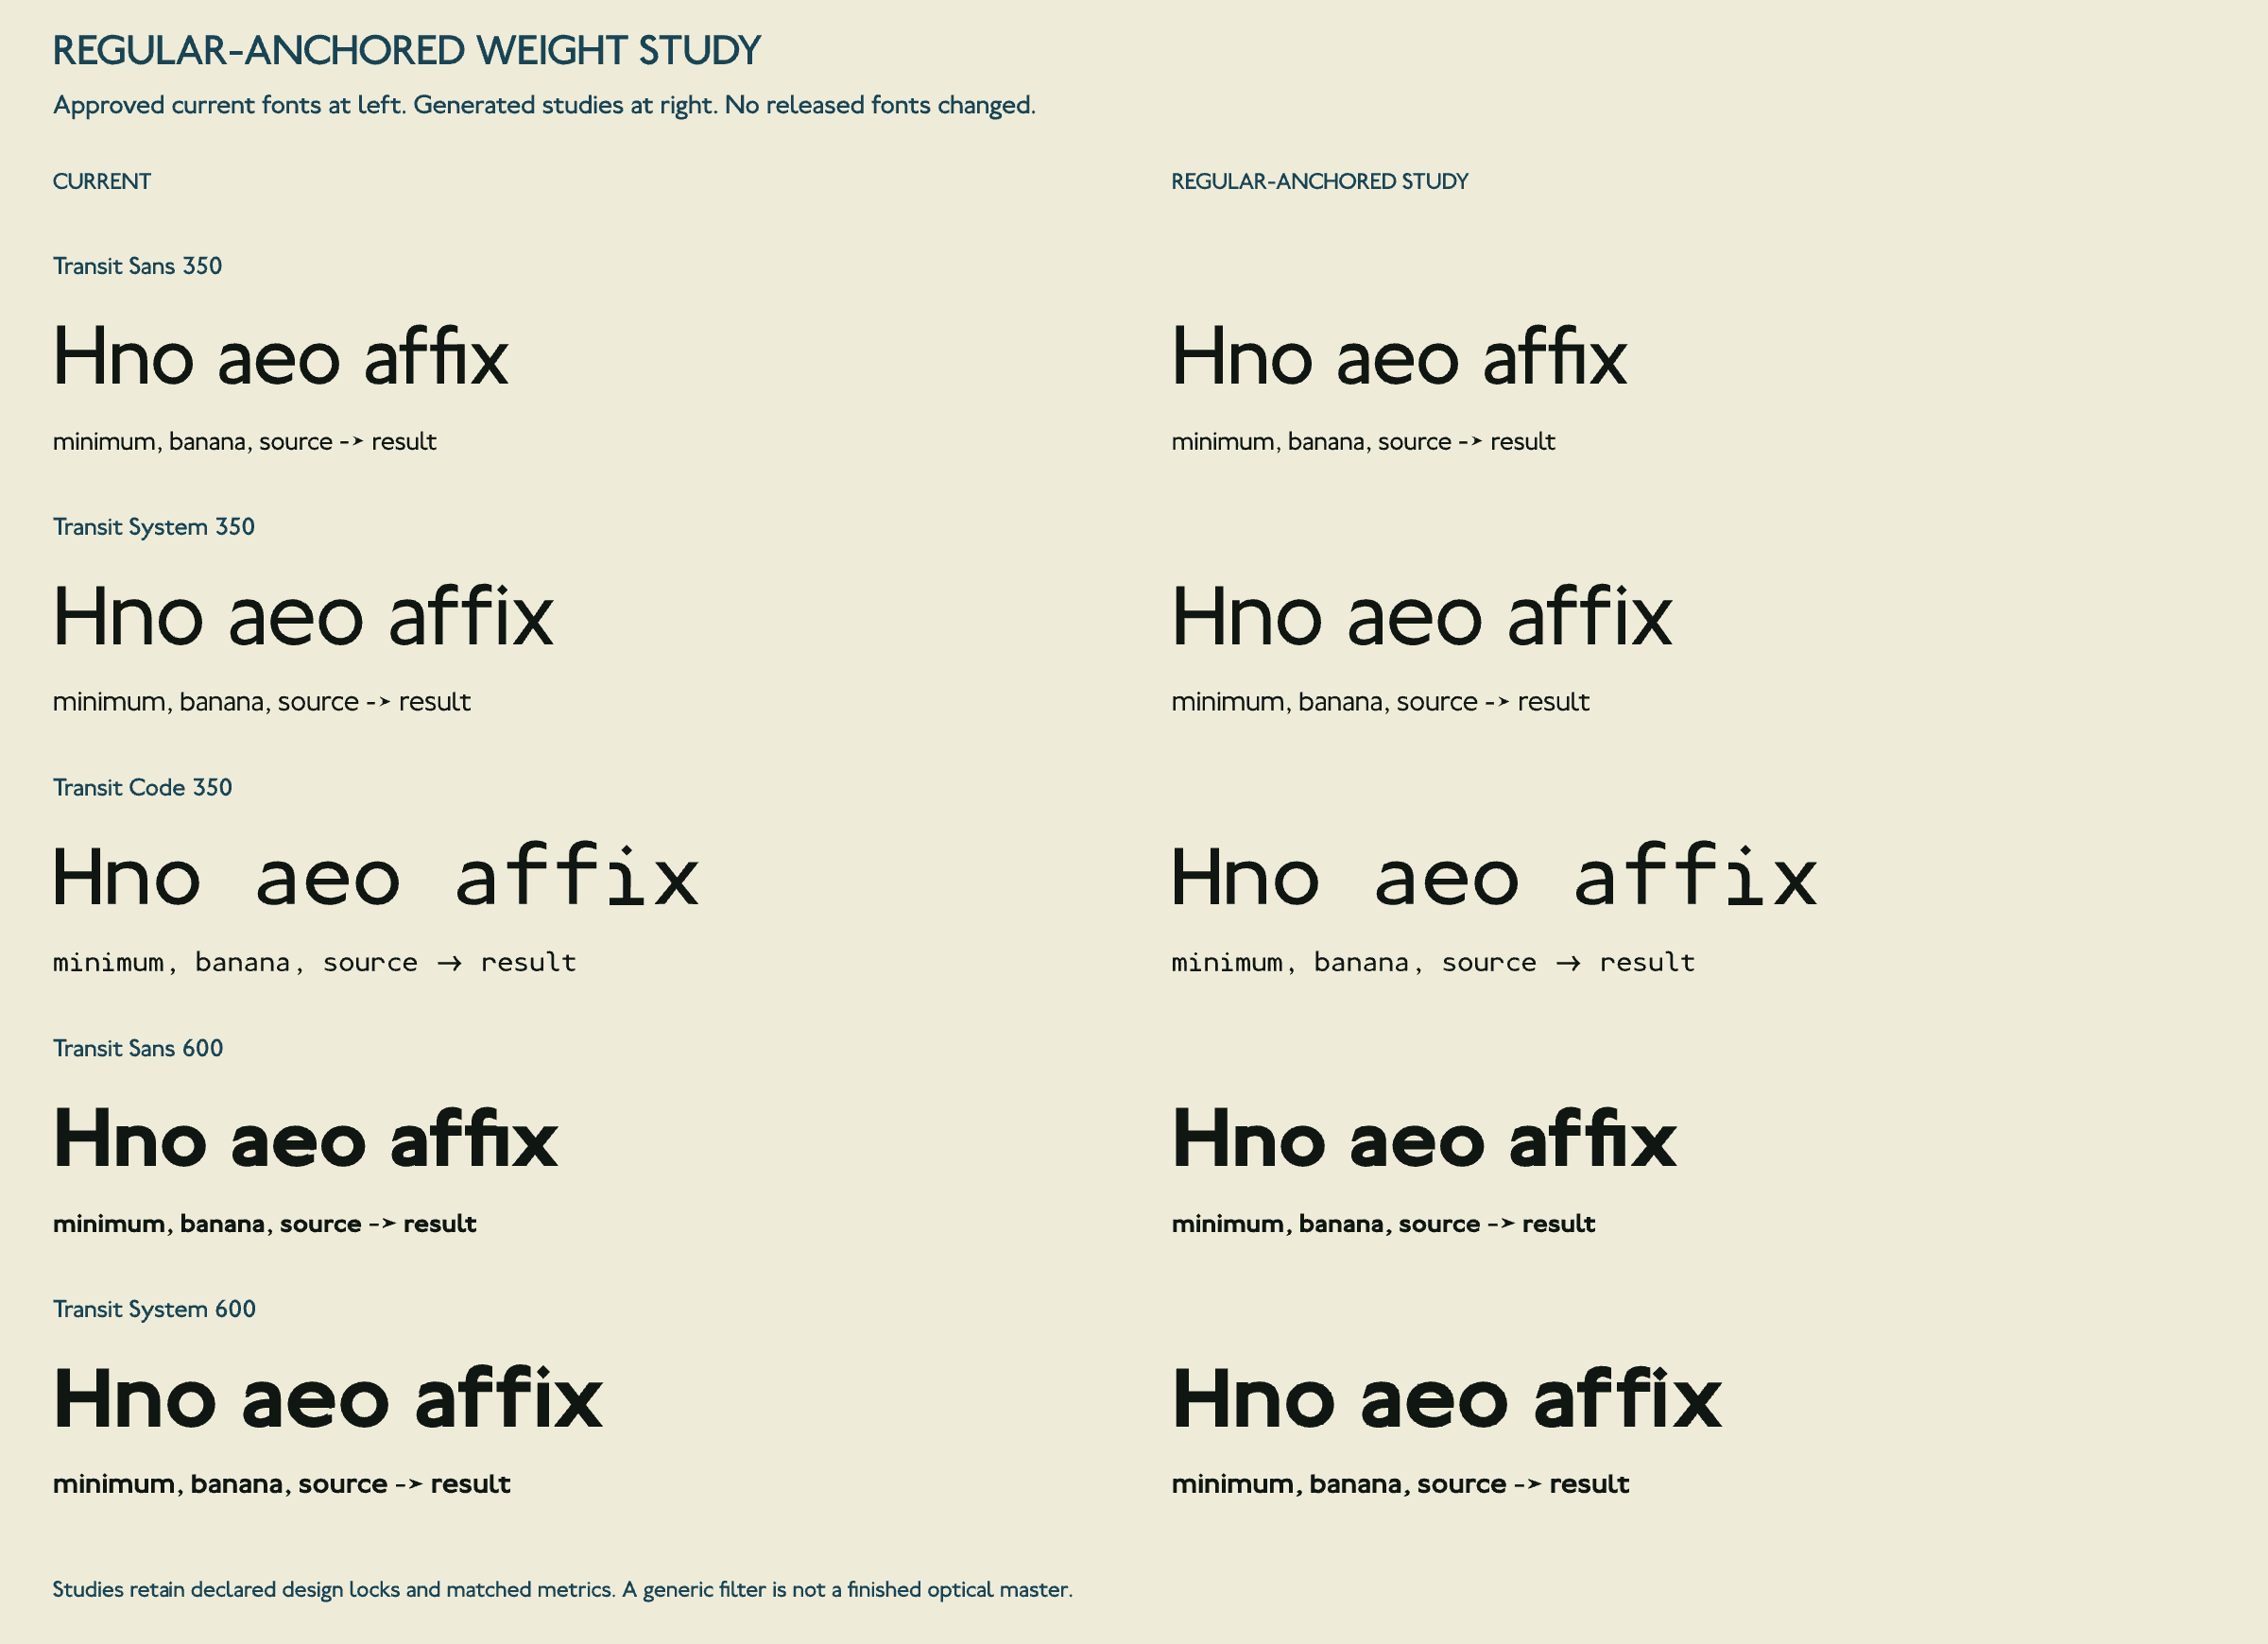 REGULAR-ANCHORED WEIGHT STUDY
Approved current fonts at left. Generated studies at right. No released fonts changed.
CURRENT
REGULAR-ANCHORED STUDY
Transit Sans 350
Hno aeo affix
Hno aeo affix
minimum, banana, source -➤ result
minimum, banana, source -➤ result
Transit System 350
Hno aeo affix
Hno aeo affix
minimum, banana, source -➤ result
minimum, banana, source -➤ result
Transit Code 350
Hno aeo affix
Hno aeo affix
minimum, banana, source → result
minimum, banana, source → result
Transit Sans 600
Hno aeo affix
Hno aeo affix
minimum, banana, source -➤ result
minimum, banana, source -➤ result
Transit System 600
Hno aeo affix
Hno aeo affix
minimum, banana, source -➤ result
minimum, banana, source -➤ result
Studies retain declared design locks and matched metrics. A generic filter is not a finished optical master.